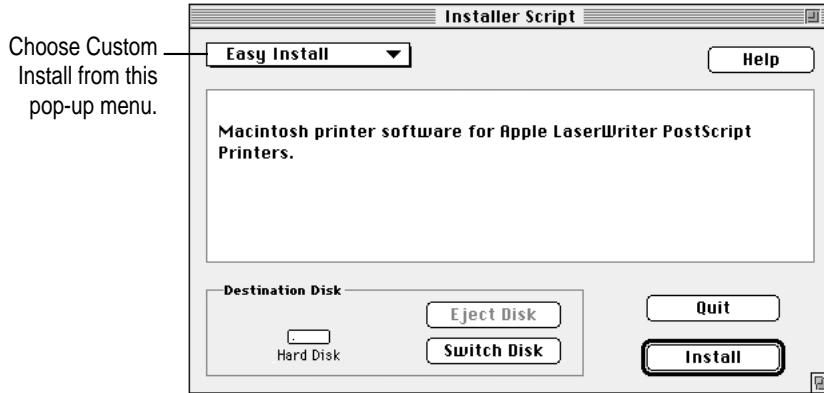 Installer Script
Choose Custom
Install from this
pop-up menu.
Easy Install
Help
Macintosh printer software for Apple LaserWriter PostScript
Printers.
Destination Disk
Hard Disk
Eject Disk
Switch Disk
Quit
Install